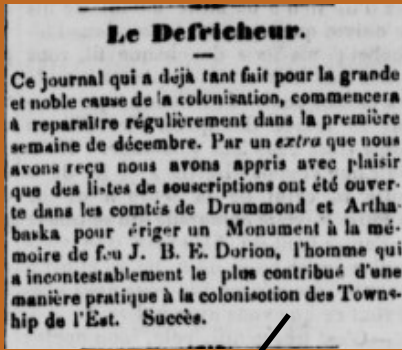 Le Defricheur.
Ce journal qui a déjà tant fait pour la grande
et noble cause de la colonisation, commencera
à reparaître régulièrement dans la première
semaine de décembre. Par un extra que nous
avons reçu nous avons appris avec plaisir
que des listes de souscriptions ont été ouver-
te dans les comtés de Drummond et Artha-
baska pour ériger un Monument à la mé-
moire de feu J. B. E. Dorion, l'homme qui
a incontestablement le plus contribué d'une
manière pratique à la colonisotion des Town-
ship de l'Est. Succès.